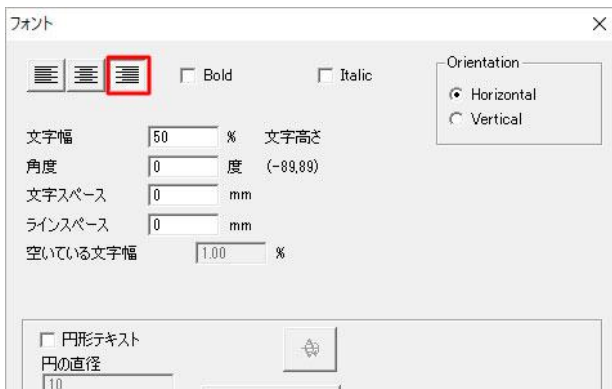 フォント
Bold
Italic
Orientation
Horizontal
Vertical
文字幅 50 % 文字高さ
角度 0 度 (-89,89)
文字スペース 0 mm
ラインスペース 0 mm
空いている文字幅 1.00 %
円形テキスト
円の直径
10